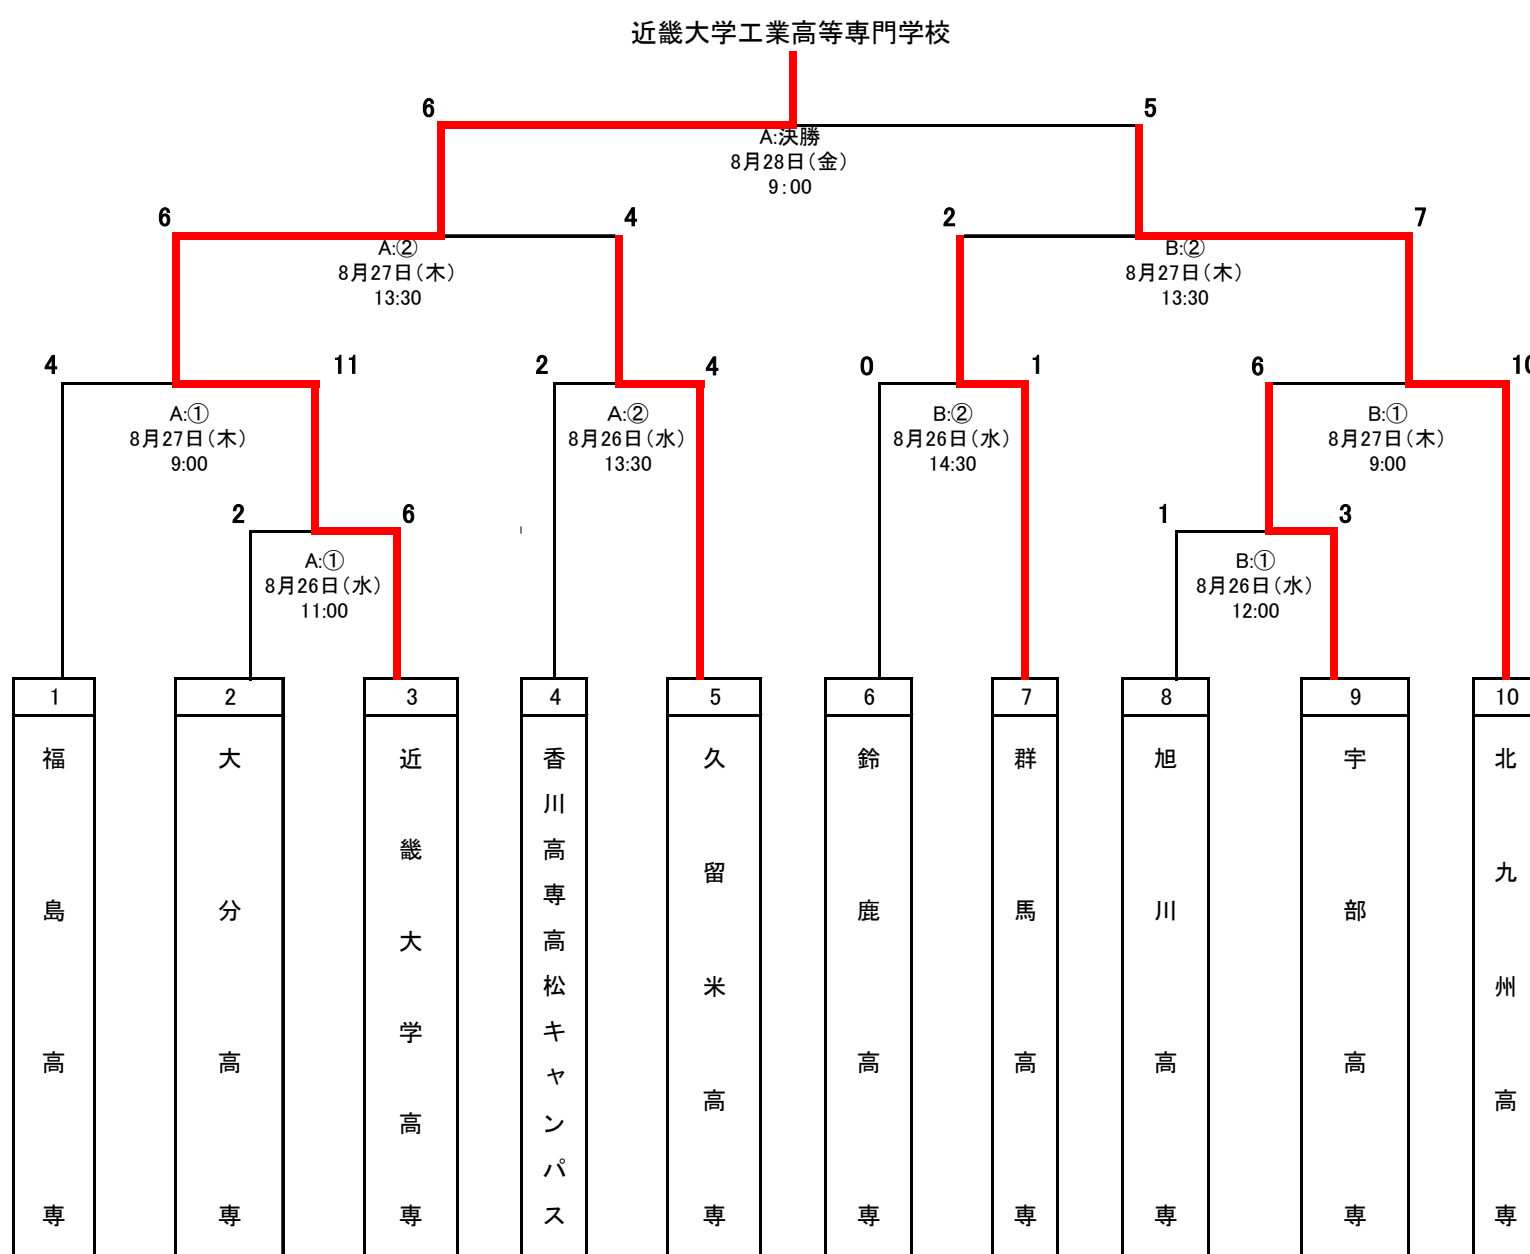 近畿大学工業高等専門学校
6
5
A:決勝
8月28日(金)
9:00
6
4
2
7
A:②
8月27日(木)
13:30
B:②
8月27日(木)
13:30
4
11
2
4
0
1
6
10
A:①
8月27日(木)
9:00
A:②
8月26日(水)
13:30
B:②
8月26日(水)
14:30
B:①
8月27日(木)
9:00
2
6
1
3
A:①
8月26日(水)
11:00
B:①
8月26日(水)
12:00
1
福島高専
2
大分高専
3
近畿大学高専
4
香川高専高松キャンパス
5
久留米高専
6
鈴鹿高専
7
群馬高専
8
旭川高専
9
宇部高専
10
北九州高専